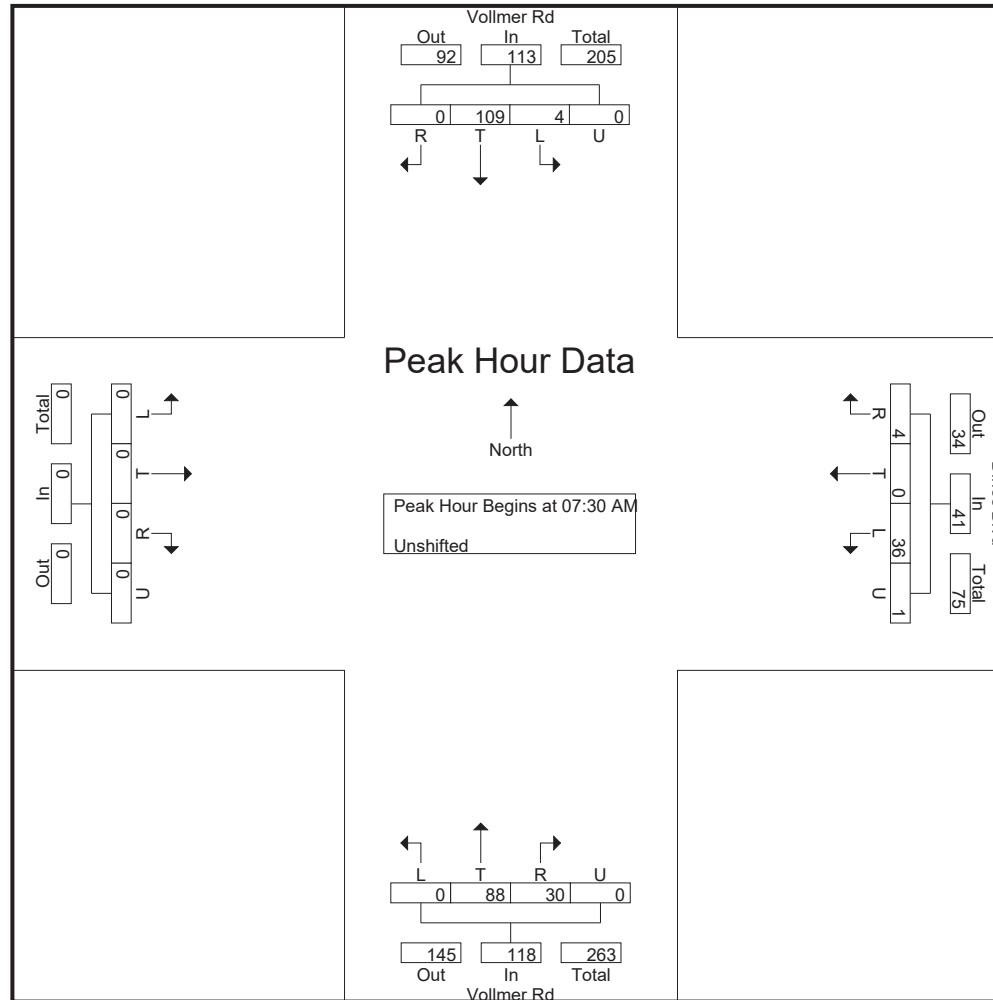 Vollmer Rd
Out In Total
92 113 205
0 109 4 0
R T L U
Peak Hour Data
North
Peak Hour Begins at 07:30 AM
Unshifted
Total In Out
0 0 0
0 0 0 0
L T R U
R T L U
4 0 36 1
Out In Total
34 41 75
L T R U
0 88 30 0
145 118 263
Out In Total
Vollmer Rd